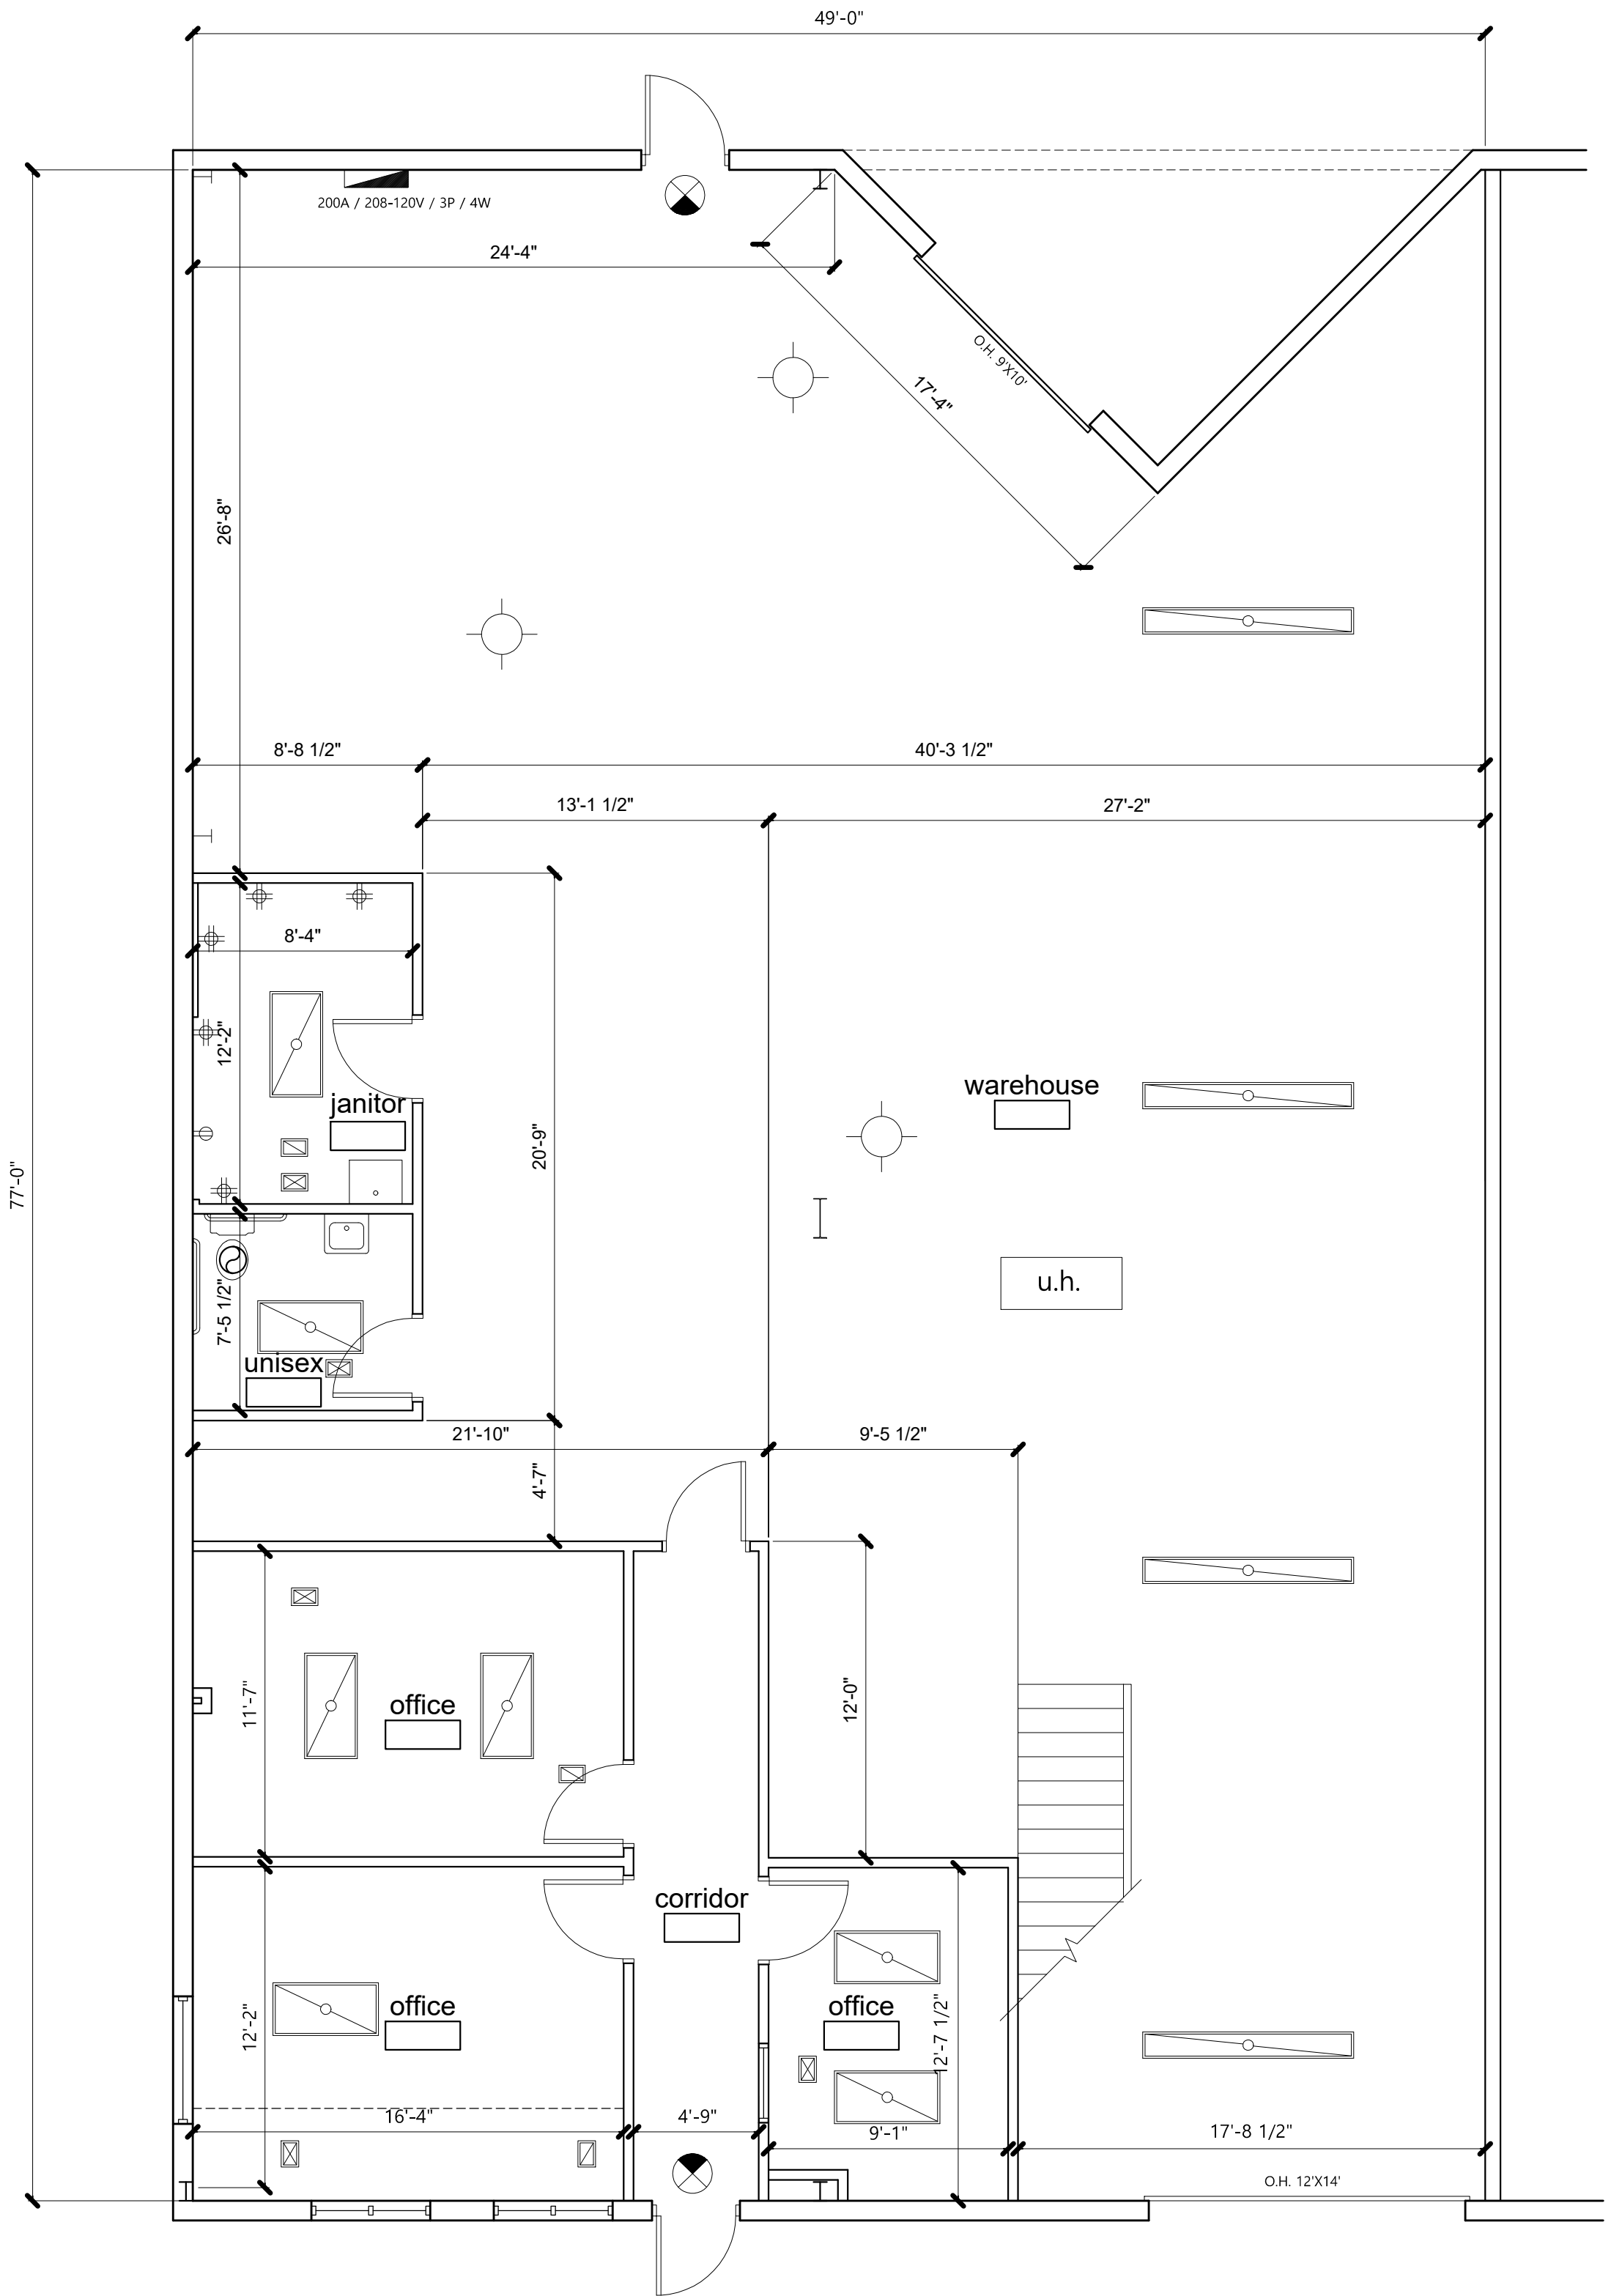 49'-0"
200A / 208-120V / 3P / 4W
24'-4"
O.H. 9'X10'
17'-4"
26'-8"
8'-8 1/2"
40'-3 1/2"
13'-1 1/2"
27'-2"
8'-4"
12'-2"
janitor
warehouse
20'-9"
77'-0"
u.h.
7'-5 1/2"
unisex
21'-10"
9'-5 1/2"
4'-7"
11'-7"
office
12'-0"
corridor
12'-2"
office
office
12'-7 1/2"
16'-4"
4'-9"
9'-1"
17'-8 1/2"
O.H. 12'X14'